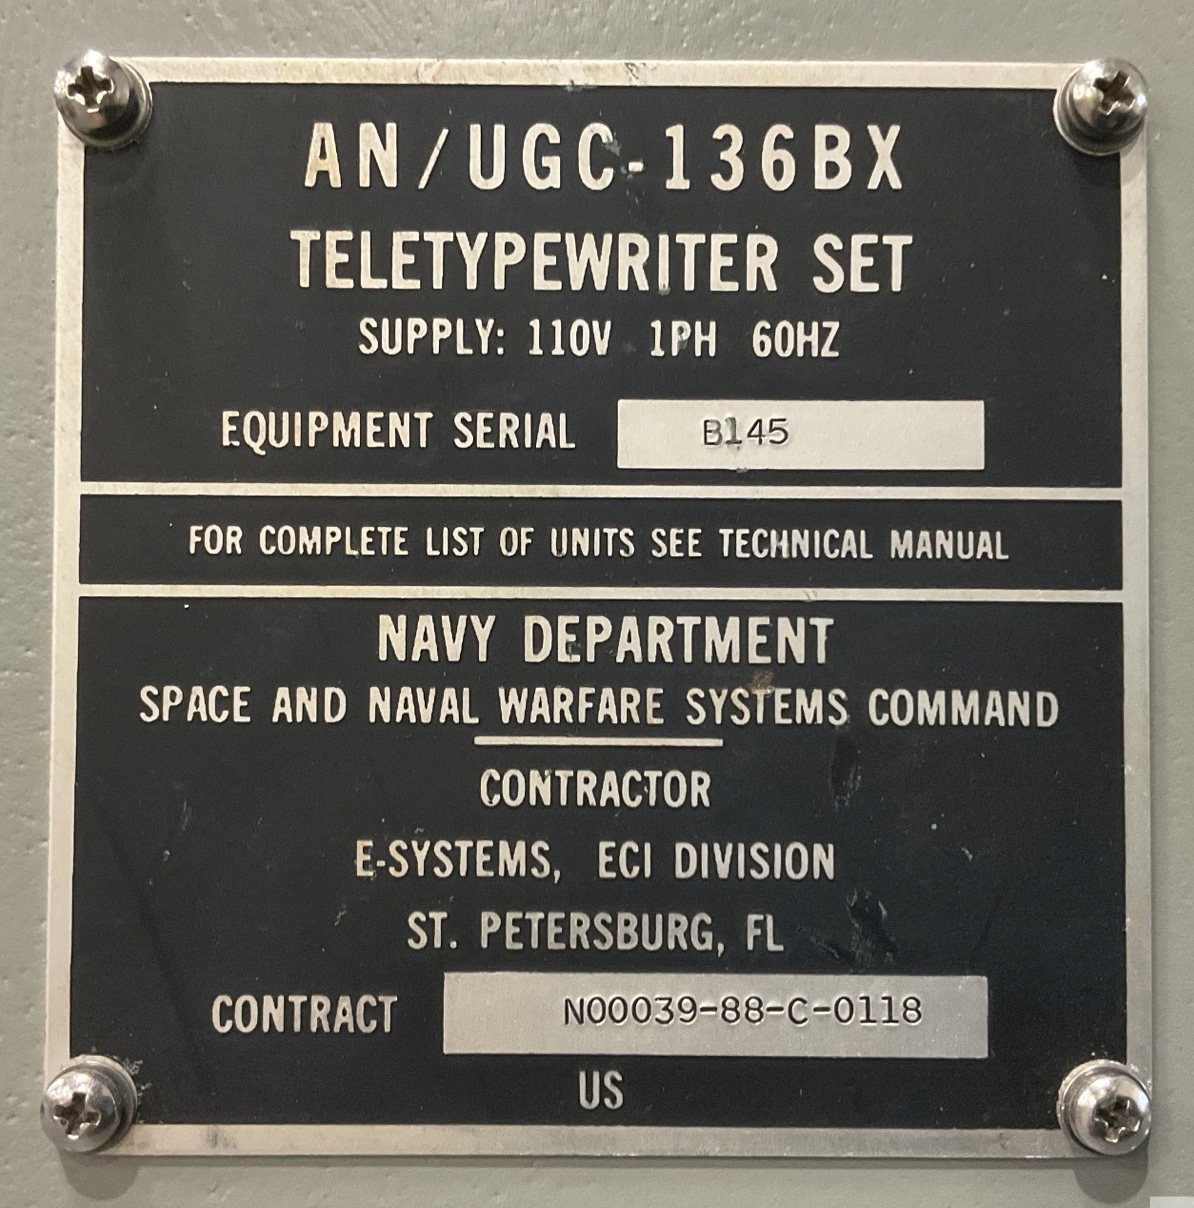 AN/UGC-136BX
TELETYPEWRITER SET
SUPPLY: 110V 1PH 60HZ
EQUIPMENT SERIAL B145
FOR COMPLETE LIST OF UNITS SEE TECHNICAL MANUAL
NAVY DEPARTMENT
SPACE AND NAVAL WARFARE SYSTEMS COMMAND
CONTRACTOR
E-SYSTEMS, ECI DIVISION
ST. PETERSBURG, FL
CONTRACT N00039-88-C-0118
US